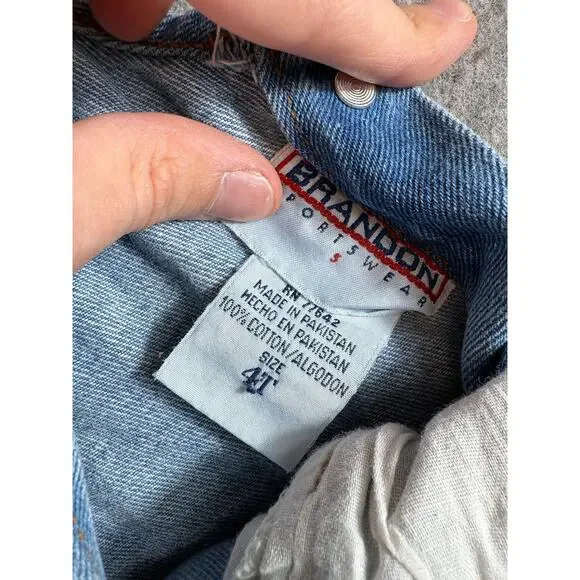 BRANDON
SPORTSWEAR
RN 77642
MADE IN PAKISTAN
HECHO EN PAKISTAN
100% COTTON/ALGODON
SIZE
4T